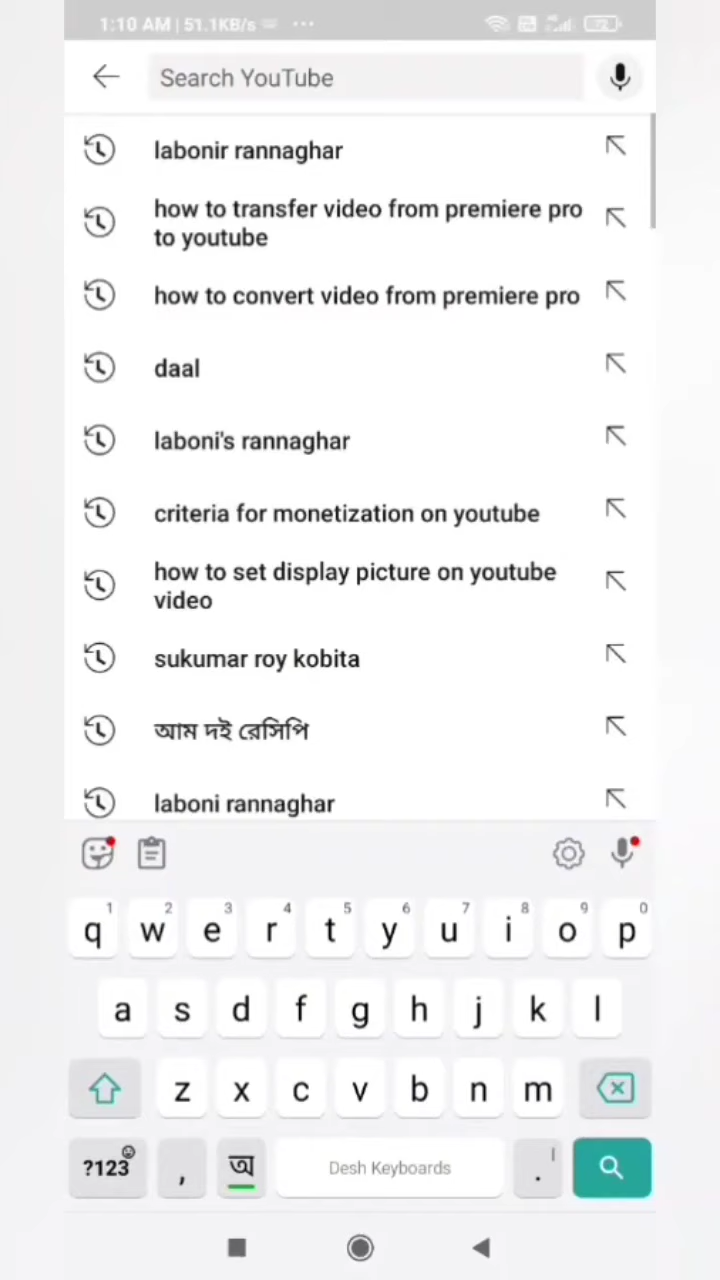 1:10 AM | 51.1KB/s
72
Search YouTube
labonir rannaghar
how to transfer video from premiere pro
to youtube
how to convert video from premiere pro
daal
laboni's rannaghar
criteria for monetization on youtube
how to set display picture on youtube
video
sukumar roy kobita
আম দই রেসিপি
laboni rannaghar
1 2 3 4 5 6 7 8 9 0
q w e r t y u i o p
a s d f g h j k l
z x c v b n m
?123 , অ Desh Keyboards .